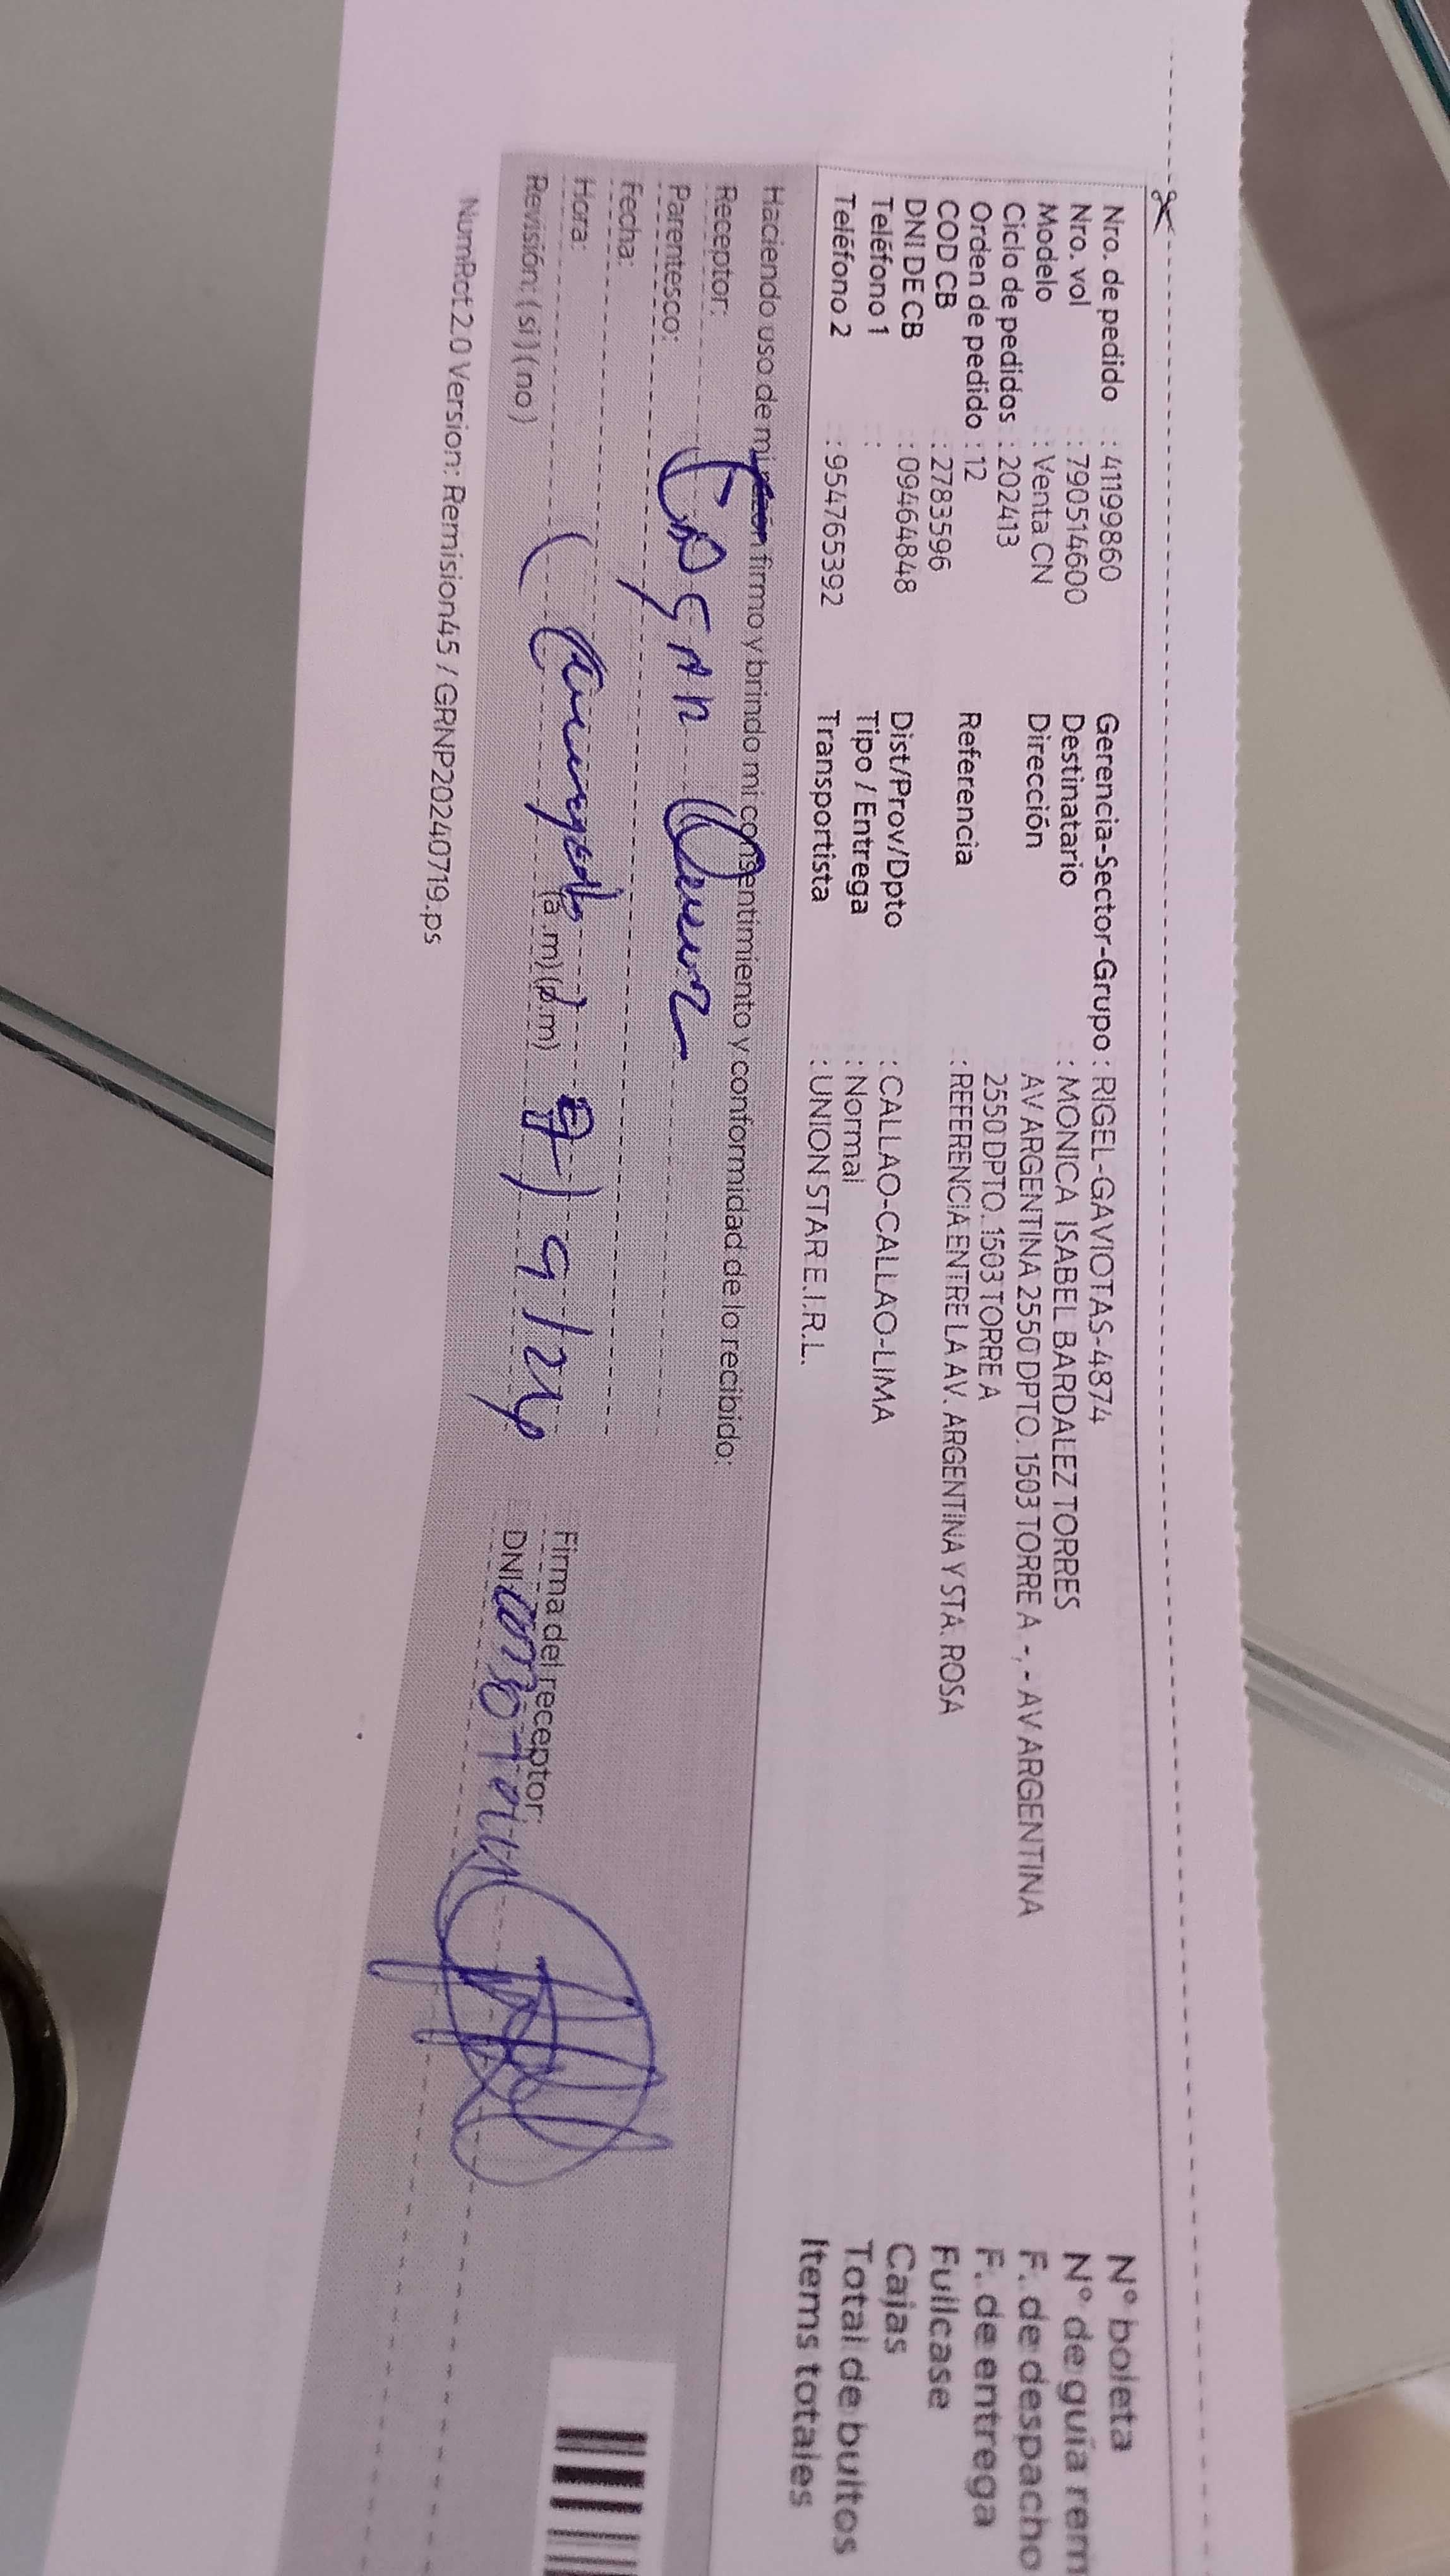 Nro. de pedido : 41199860
Nro. vol : 790514600
Modelo : Venta CN
Ciclo de pedidos : 202413
Orden de pedido : 12
COD CB : 2783596
DNI DE CB : 09464848
Teléfono 1 :
Teléfono 2 : 954765392
Gerencia-Sector-Grupo : RIGEL-GAVIOTAS-4874
Destinatario : MONICA ISABEL BARDALEZ TORRES
Dirección AV ARGENTINA 2550 DPTO. 1503 TORRE A -, - AV ARGENTINA
2550 DPTO. 1503 TORRE A
Referencia : REFERENCIA ENTRE LA AV. ARGENTINA Y STA. ROSA
Dist/Prov/Dpto : CALLAO-CALLAO-LIMA
Tipo / Entrega : Normal
Transportista : UNION STAR E.I.R.L.
N° boleta
N° de guía rem
F. de despacho
F. de entrega
Fullcase
Cajas
Total de bultos
Items totales
Haciendo uso de mi razón firmo y brindo mi consentimiento y conformidad de lo recibido:
Receptor:
Parentesco:
Fecha:
Hora: (a.m) (p.m)
Revisión: (si) (no)
Firma del receptor:
DNI
NumRot 2.0 Version: Remision45 / GRNP20240719.ps